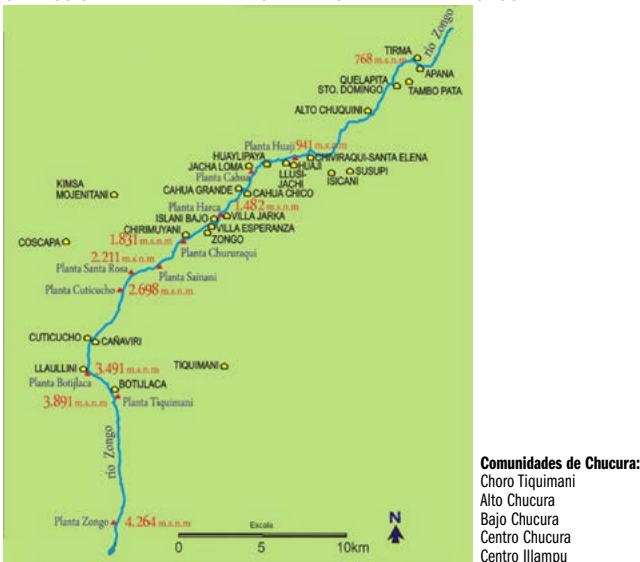 río Zongo
TIRMA
768 m.s.n.m
APANA
QUELAPITA
STO. DOMINGO
TAMBO PATA
ALTO CHUQUINI
Planta Huaji 941 m.s.n.m
HUAYLIPAYA
CHIVIRAQUI-SANTA ELENA
JACHA LOMA
HUAJI
Planta Cahua
LLUSI-
JACHI
SUSUPI
ISICANI
KIMSA
MOJENITANI
CAHUA GRANDE
CAHUA CHICO
Planta Harca
1.482 m.s.n.m
ISLANI BAJO
VILLA JARKA
CHIRIMUYANI
VILLA ESPERANZA
COSCAPA
1.831 m.s.n.m
ZONGO
Planta Chururaqui
2.211 m.s.n.m
Planta Santa Rosa
Planta Sainani
Planta Cuticucho
2.698 m.s.n.m
CUTICUCHO
CAÑAVIRI
LLAULLINI
3.491 m.s.n.m
TIQUIMANI
Planta Botijlaca
BOTIJLACA
3.891 m.s.n.m
Planta Tiquimani
río Zongo
Planta Zongo
4.264 m.s.n.m
Escala
0 5 10km
N
Comunidades de Chucura:
Choro Tiquimani
Alto Chucura
Bajo Chucura
Centro Chucura
Centro Illampu